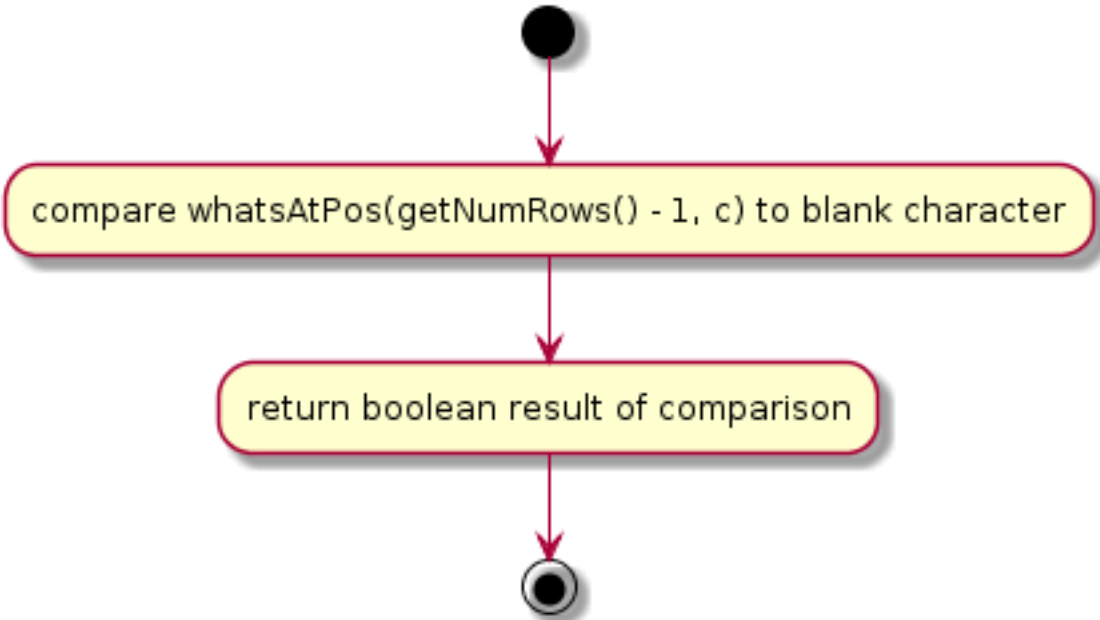 compare whatsAtPos(getNumRows() - 1, c) to blank character
return boolean result of comparison